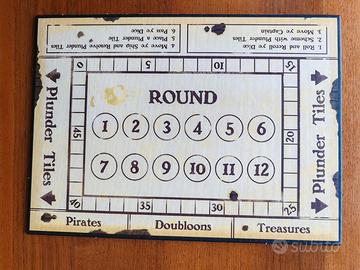 1. Roll and Reroll ye Dice
2. Scheme with Plunder Tiles
3. Move ye Captain
4. Move ye Ship and Resolve Plunder
5. Place a Plunder Tile
6. Pass ye Dice
0 5 10 15
ROUND
1 2 3 4 5 6
7 8 9 10 11 12
45
20
40 35 30 25
Plunder Tiles
Plunder Tiles
Pirates Doubloons Treasures
subito